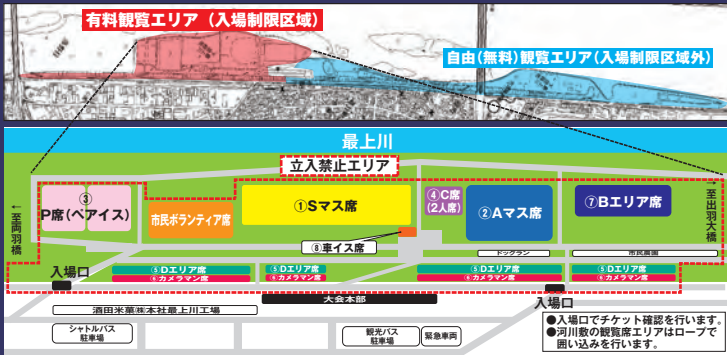 有料観覧エリア（入場制限区域）
自由(無料)観覧エリア(入場制限区域外)
最上川
立入禁止エリア
③
P席(ペアイス)
市民ボランティア席
①Sマス席
④C席
(2人席)
②Aマス席
⑦Bエリア席
←至両羽橋
→至出羽大橋
⑧車イス席
ドッグラン
市民農園
入場口
⑤Dエリア席
⑥カメラマン席
⑤Dエリア席
⑥カメラマン席
⑤Dエリア席
⑥カメラマン席
⑤Dエリア席
⑥カメラマン席
大会本部
入場口
酒田米菓㈱本社最上川工場
シャトルバス
駐車場
観光バス
駐車場
緊急車両
●入場口でチケット確認を行います。
●河川敷の観覧席エリアはロープで
囲い込みを行います。